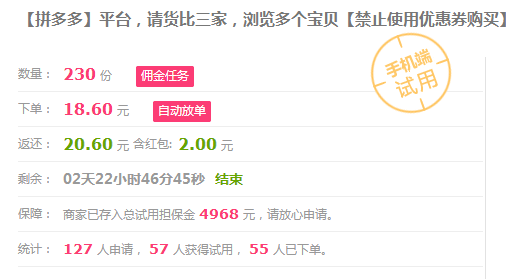 【拼多多】平台，请货比三家，浏览多个宝贝【禁止使用优惠券购买】
手机端
试用
数量： 230 份 佣金任务
下单： 18.60 元 自动放单
返还： 20.60 元 含红包: 2.00 元
剩余： 02天22小时46分45秒 结束
保障： 商家已存入总试用担保金 4968 元，请放心申请。
统计： 127 人申请， 57 人获得试用， 55 人已下单。